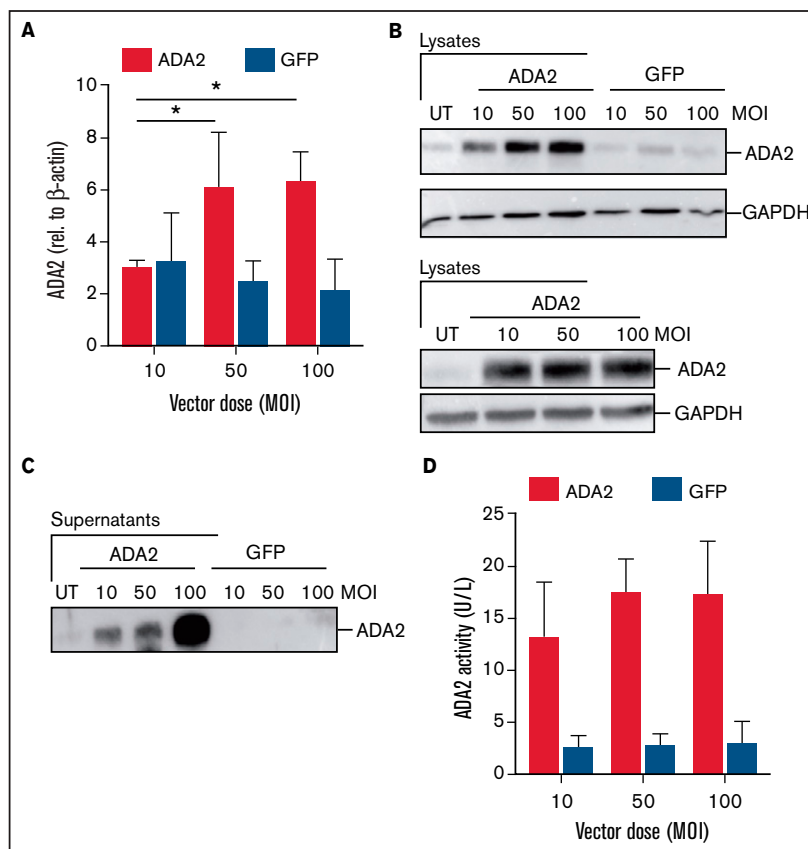 A
ADA2 GFP
10
8
6
4
2
0
ADA2 (rel. to β-actin)
* *
10 50 100
Vector dose (MOI)
B
Lysates
ADA2 GFP
UT 10 50 100 10 50 100 MOI
ADA2
GAPDH
Lysates
ADA2
UT 10 50 100 MOI
ADA2
GAPDH
C
Supernatants
ADA2 GFP
UT 10 50 100 10 50 100 MOI
ADA2
D
ADA2 GFP
25
20
15
10
5
0
ADA2 activity (U/L)
10 50 100
Vector dose (MOI)